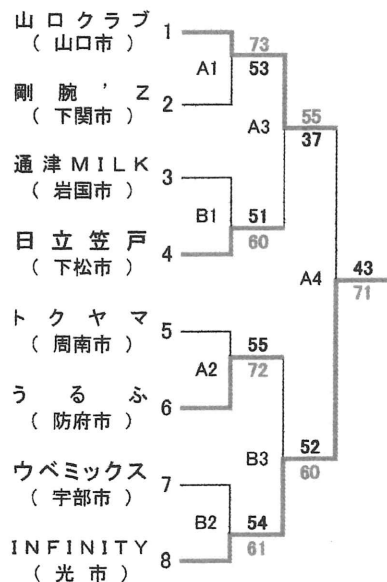 山口クラブ 1
(山口市)
73
A1 53
剛腕'Z 2
(下関市)
A3 55
37
通津MILK 3
(岩国市)
B1 51
60
日立笠戸 4
(下松市)
A4 43
71
トクヤマ 5
(周南市)
A2 55
72
うるふ 6
(防府市)
B3 52
60
ウベミックス 7
(宇部市)
B2 54
61
INFINITY 8
(光市)